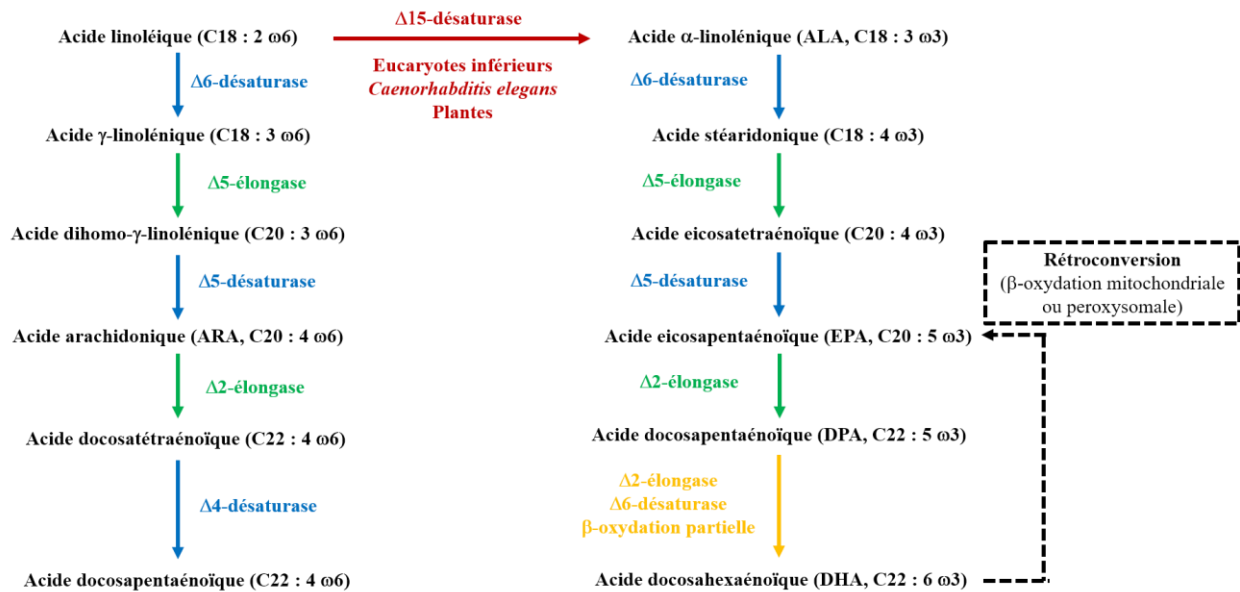 Acide linoléique (C18 : 2 ω6)
Δ15-désaturase
Acide α-linolénique (ALA, C18 : 3 ω3)
Δ6-désaturase
Eucaryotes inférieurs
Caenorhabditis elegans
Plantes
Δ6-désaturase
Acide γ-linolénique (C18 : 3 ω6)
Acide stéaridonique (C18 : 4 ω3)
Δ5-élongase
Δ5-élongase
Acide dihomo-γ-linolénique (C20 : 3 ω6)
Acide eicosatetraénoïque (C20 : 4 ω3)
Δ5-désaturase
Δ5-désaturase
Rétroconversion
(β-oxydation mitochondriale
ou peroxysomale)
Acide arachidonique (ARA, C20 : 4 ω6)
Acide eicosapentaénoïque (EPA, C20 : 5 ω3)
Δ2-élongase
Δ2-élongase
Acide docosatétraénoïque (C22 : 4 ω6)
Acide docosapentaénoïque (DPA, C22 : 5 ω3)
Δ4-désaturase
Δ2-élongase
Δ6-désaturase
β-oxydation partielle
Acide docosapentaénoïque (C22 : 4 ω6)
Acide docosahexaénoïque (DHA, C22 : 6 ω3)